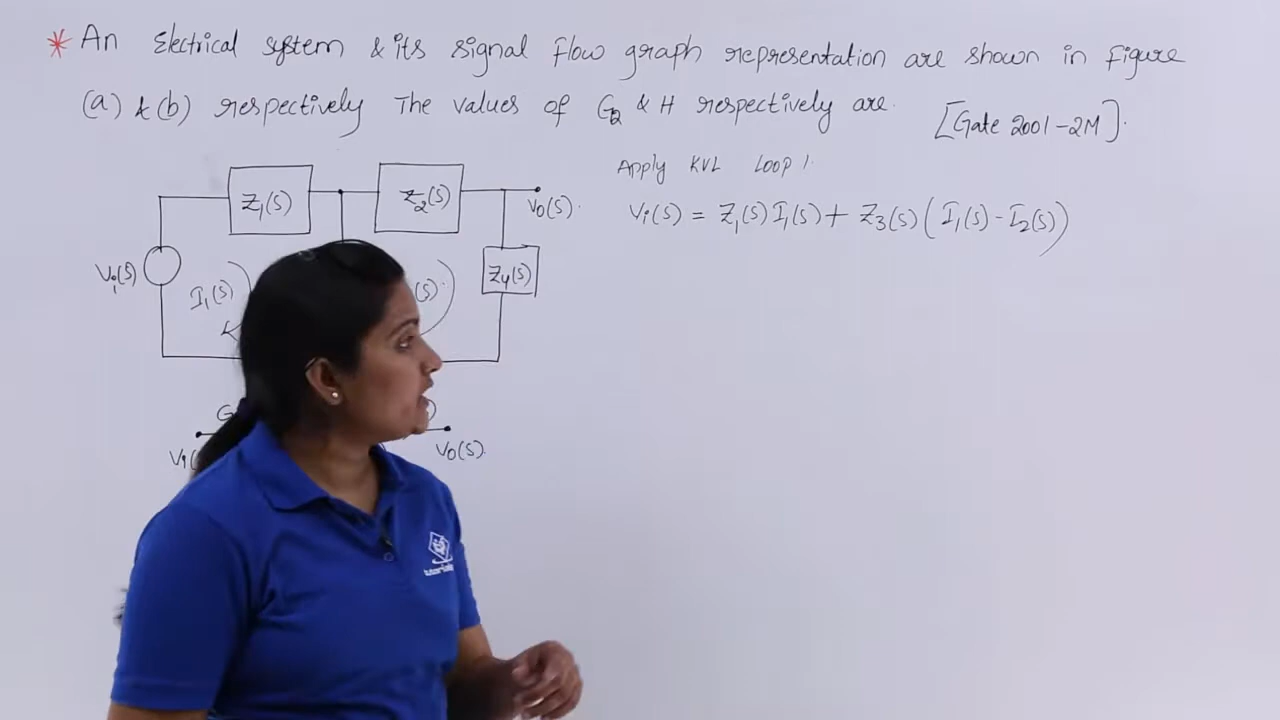 * An Electrical system & its signal flow graph representation are shown in figure
(a) & (b) respectively The values of G2 & H respectively are. [Gate 2001-2M].
Apply KVL Loop 1.
Vi(s) = Z1(s) I1(s) + Z3(s) (I1(s) - I2(s))
Z1(s) Z2(s) V0(s).
Vi(s) I1(s) (s). Z4(s)
G
V0(s).